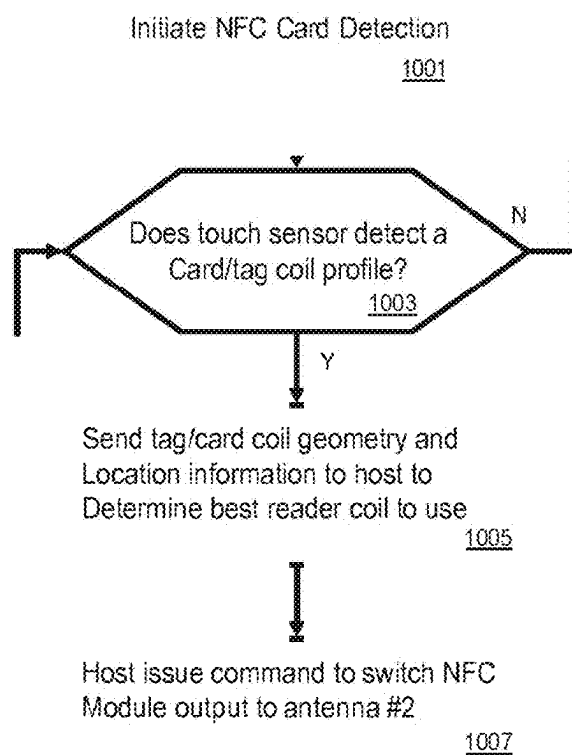 Initiate NFC Card Detection
1001
Does touch sensor detect a
Card/tag coil profile?
1003
N
Y
Send tag/card coil geometry and
Location information to host to
Determine best reader coil to use
1005
Host issue command to switch NFC
Module output to antenna #2
1007